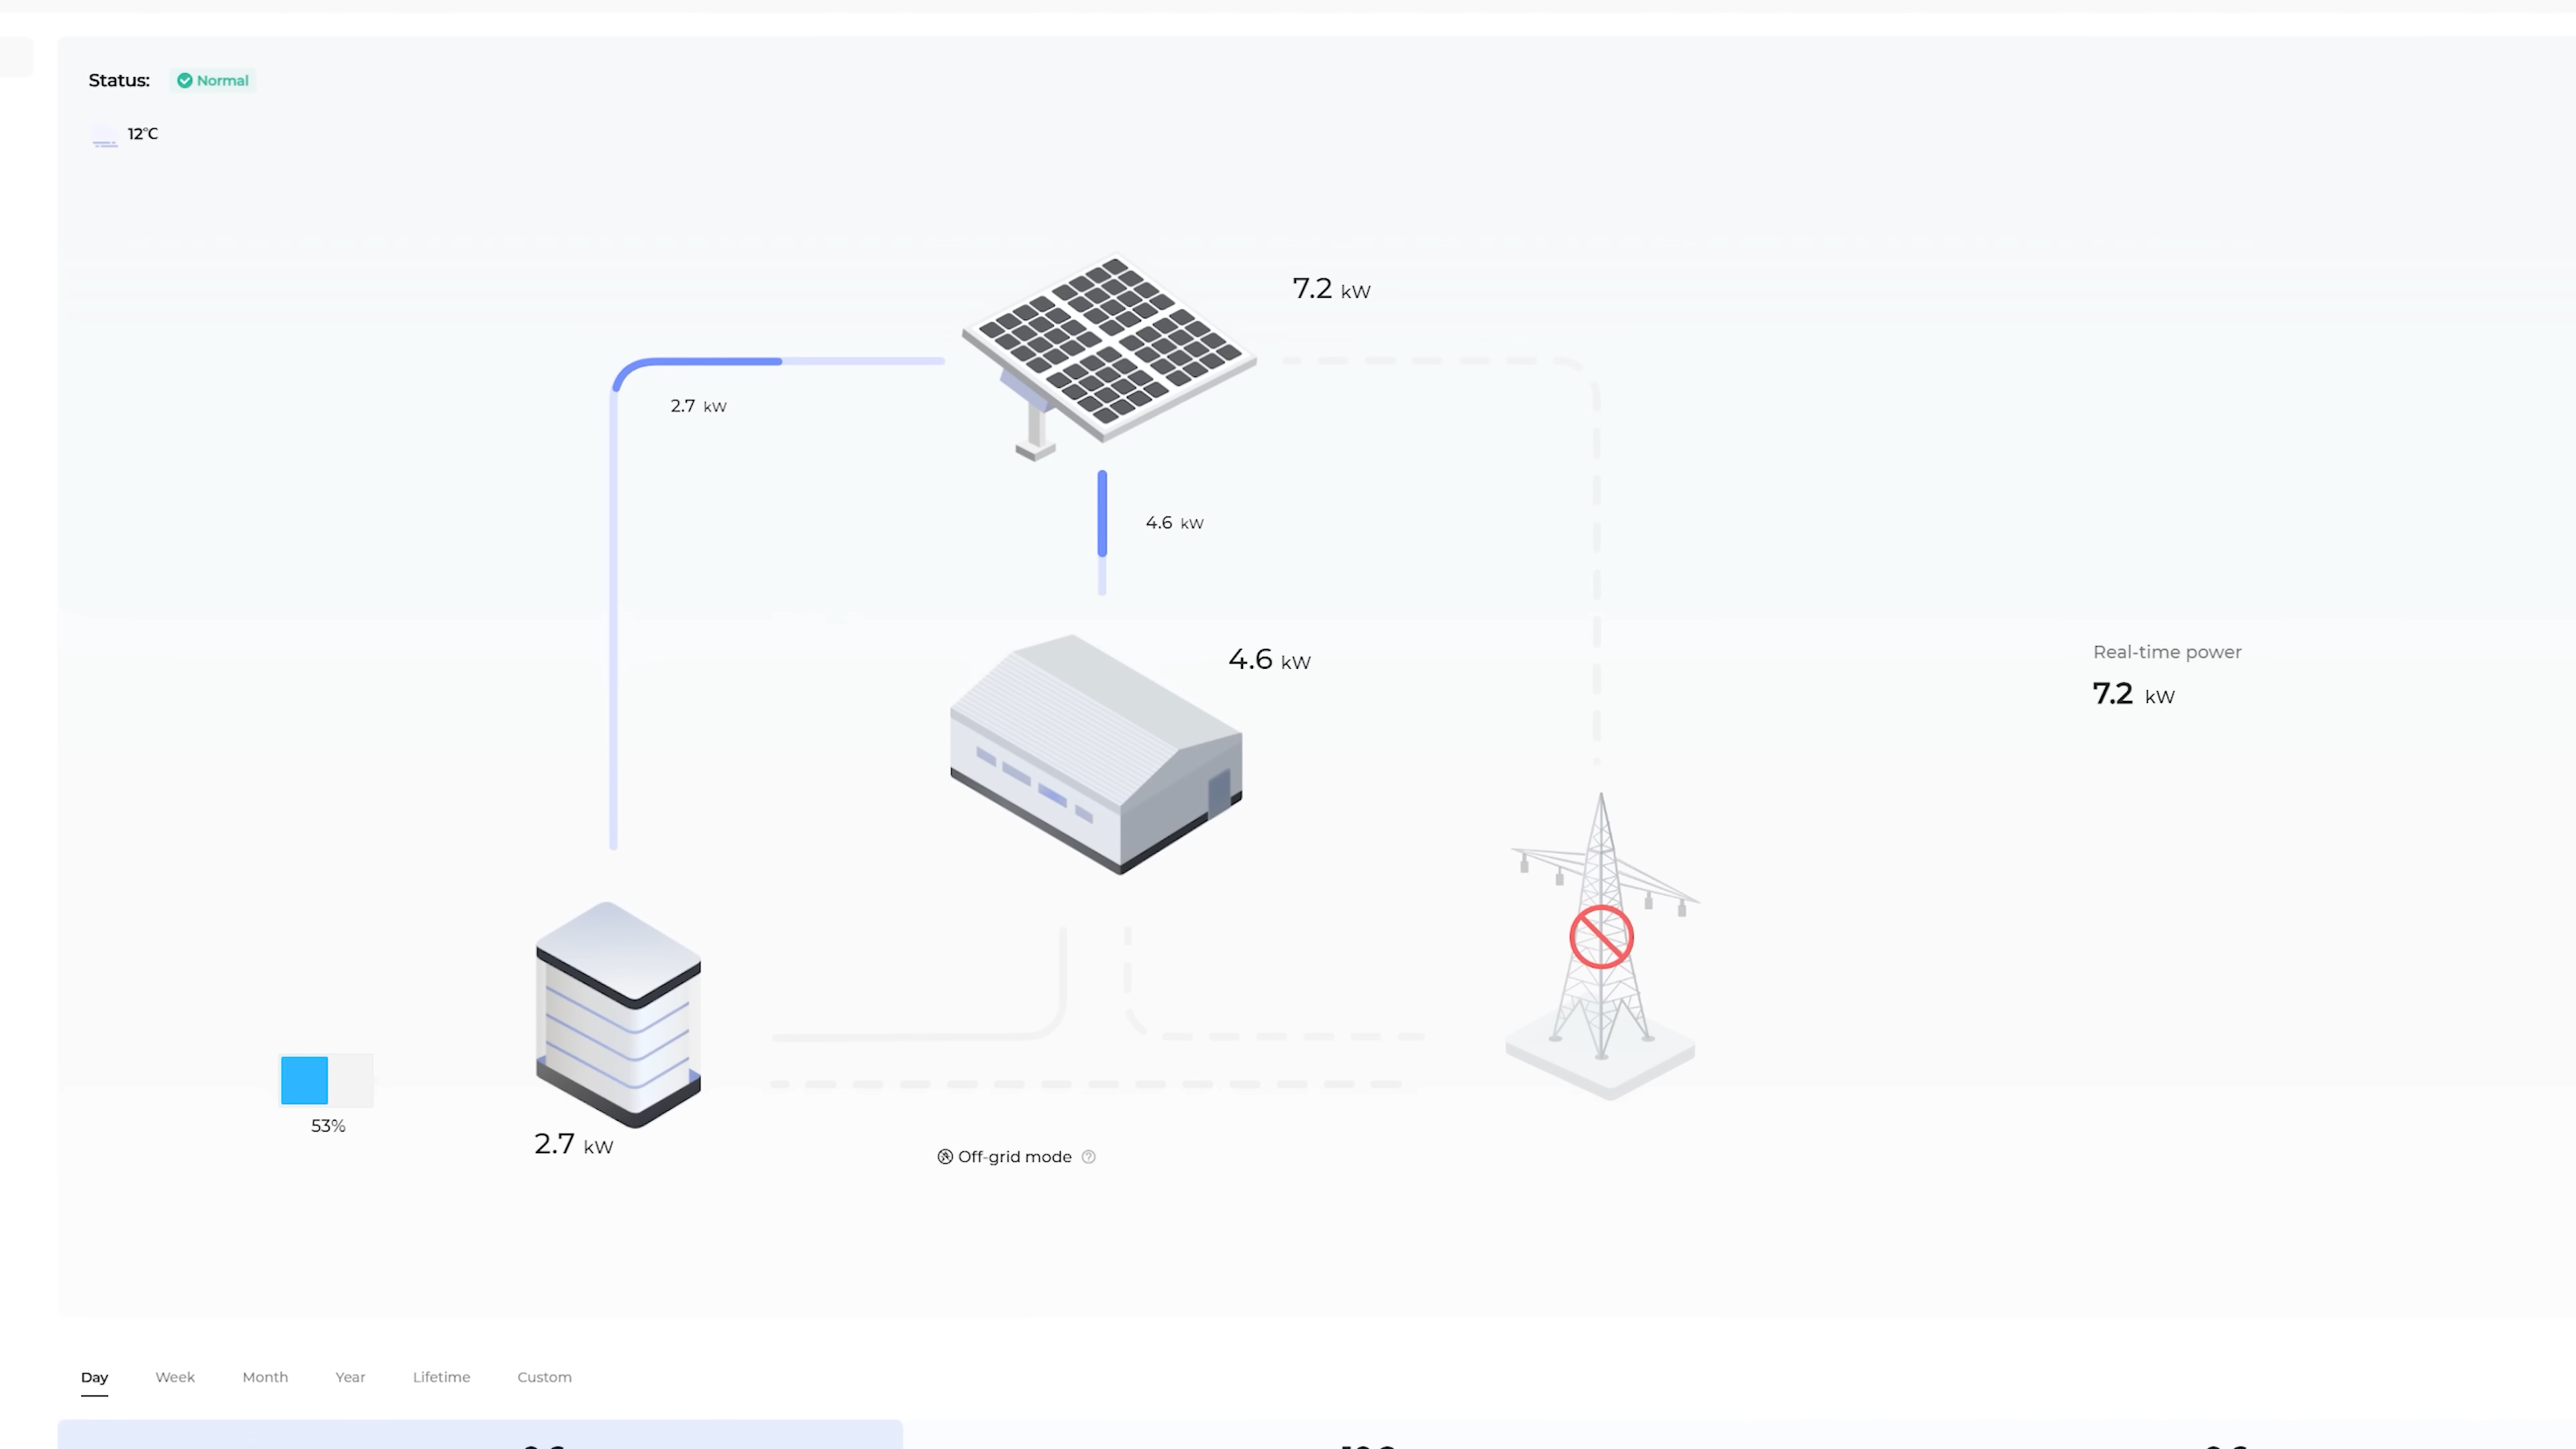 Status: Normal
12°C
7.2 kW
2.7 kW
4.6 kW
4.6 kW
Real-time power
7.2 kW
53%
2.7 kW
Off-grid mode
Day Week Month Year Lifetime Custom